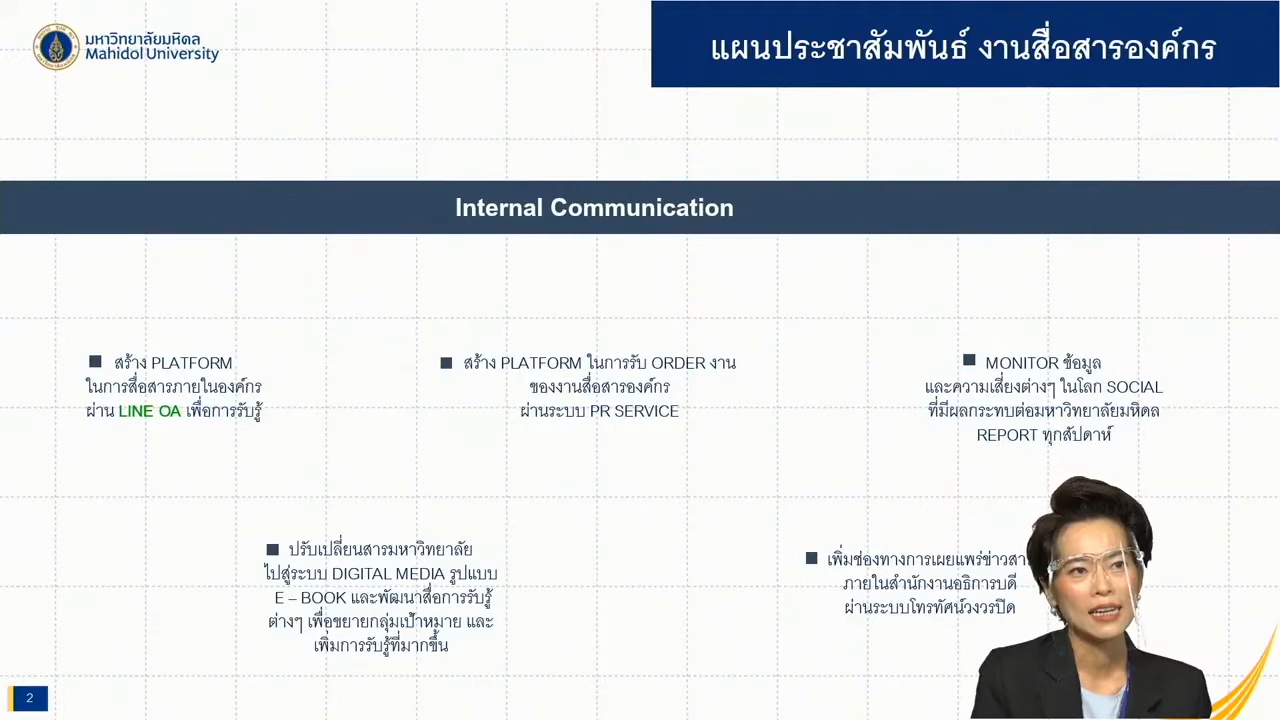 มหาวิทยาลัยมหิดล
Mahidol University
แผนประชาสัมพันธ์ งานสื่อสารองค์กร
Internal Communication
สร้าง PLATFORM
ในการสื่อสารภายในองค์กร
ผ่าน LINE OA เพื่อการรับรู้
สร้าง PLATFORM ในการรับ ORDER งาน
ของงานสื่อสารองค์กร
ผ่านระบบ PR SERVICE
MONITOR ข้อมูล
และความเสี่ยงต่างๆ ในโลก SOCIAL
ที่มีผลกระทบต่อมหาวิทยาลัยมหิดล
REPORT ทุกสัปดาห์
ปรับเปลี่ยนสารมหาวิทยาลัย
ไปสู่ระบบ DIGITAL MEDIA รูปแบบ
E – BOOK และพัฒนาสื่อการรับรู้
ต่างๆ เพื่อขยายกลุ่มเป้าหมาย และ
เพิ่มการรับรู้ที่มากขึ้น
เพิ่มช่องทางการเผยแพร่ข่าวสา
ภายในสำนักงานอธิการบดี
ผ่านระบบโทรทัศน์วงวรปิด
2